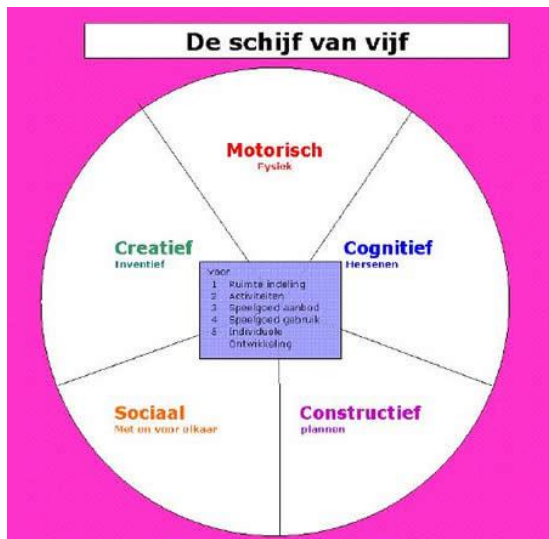 De schijf van vijf
Motorisch
Fysiek
Creatief
Inventief
Cognitief
Hersenen
voor
1 Ruimte indeling
2 Activiteiten
3 Speelgoed aanbod
4 Speelgoed gebruik
5 Individuele
Ontwikkeling
Sociaal
Met en voor elkaar
Constructief
plannen